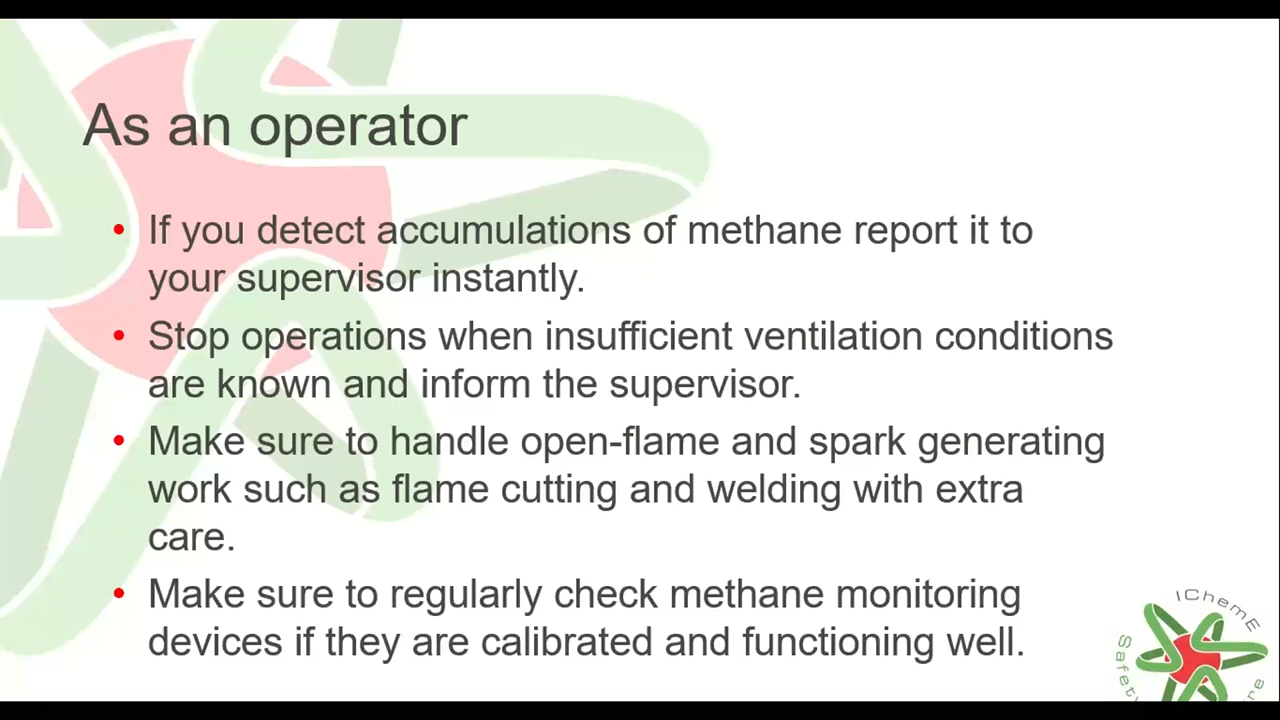 As an operator
• If you detect accumulations of methane report it to
your supervisor instantly.
• Stop operations when insufficient ventilation conditions
are known and inform the supervisor.
• Make sure to handle open-flame and spark generating
work such as flame cutting and welding with extra
care.
• Make sure to regularly check methane monitoring
devices if they are calibrated and functioning well.
IChemE